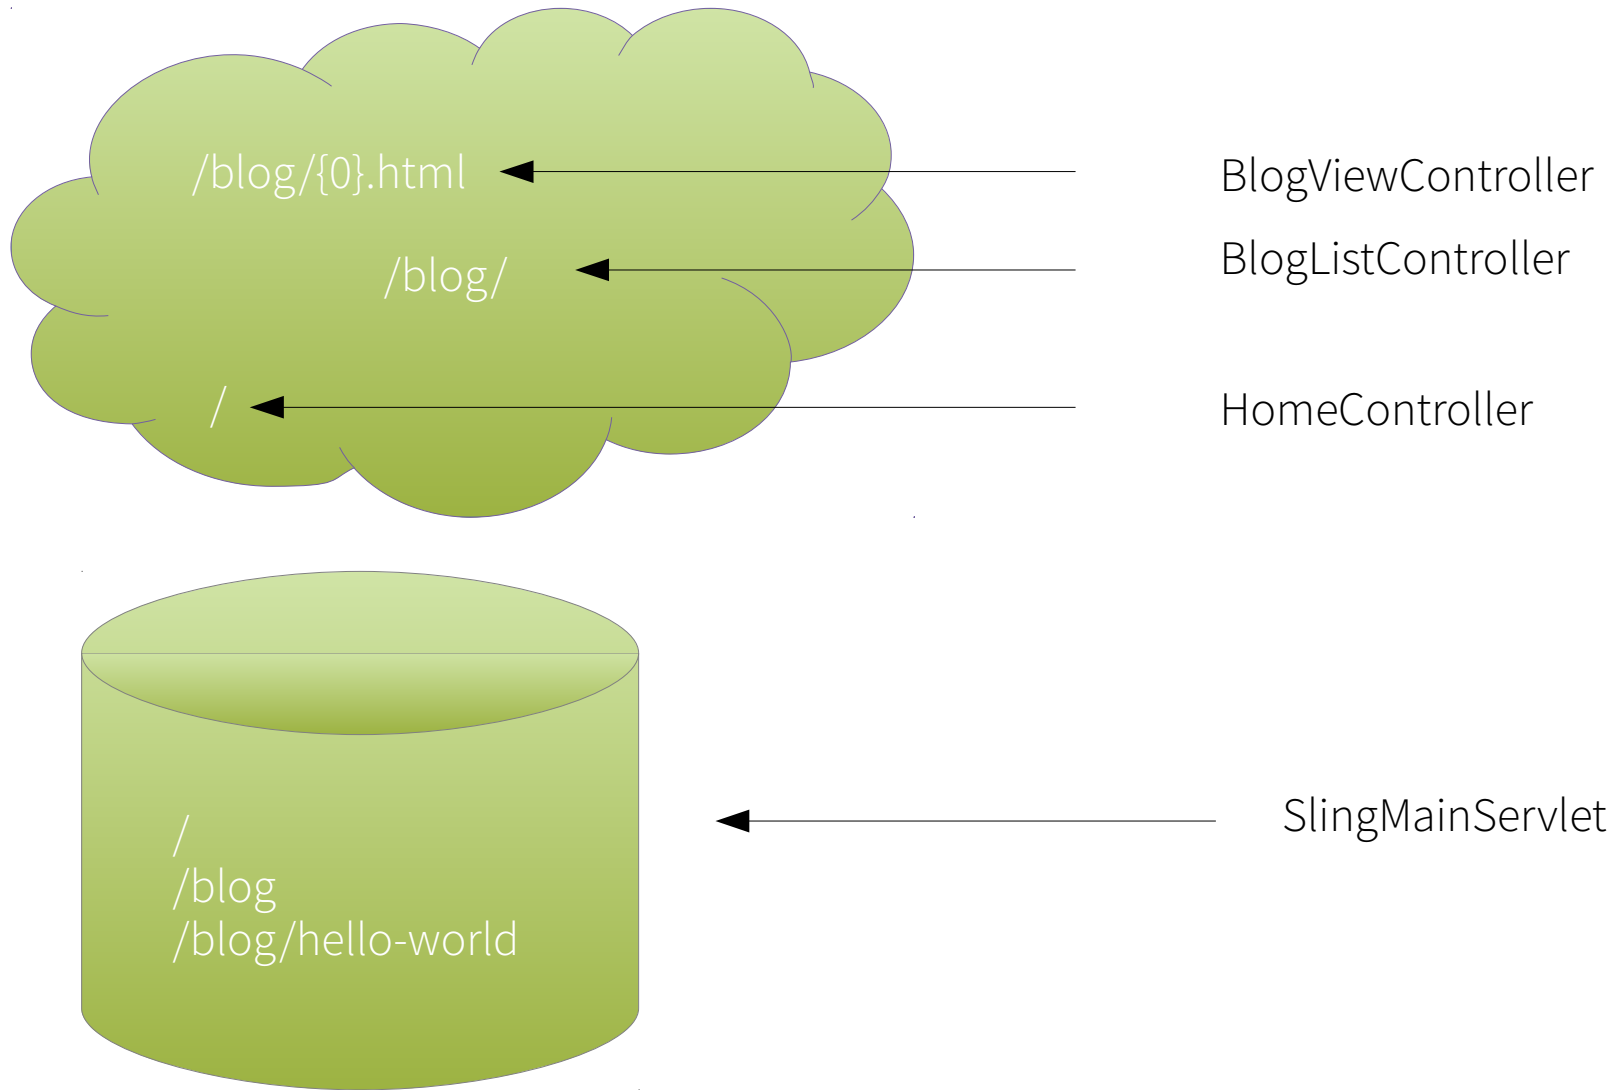 /blog/{0}.html
BlogViewController
/blog/
BlogListController
/
HomeController
/
/blog
/blog/hello-world
SlingMainServlet